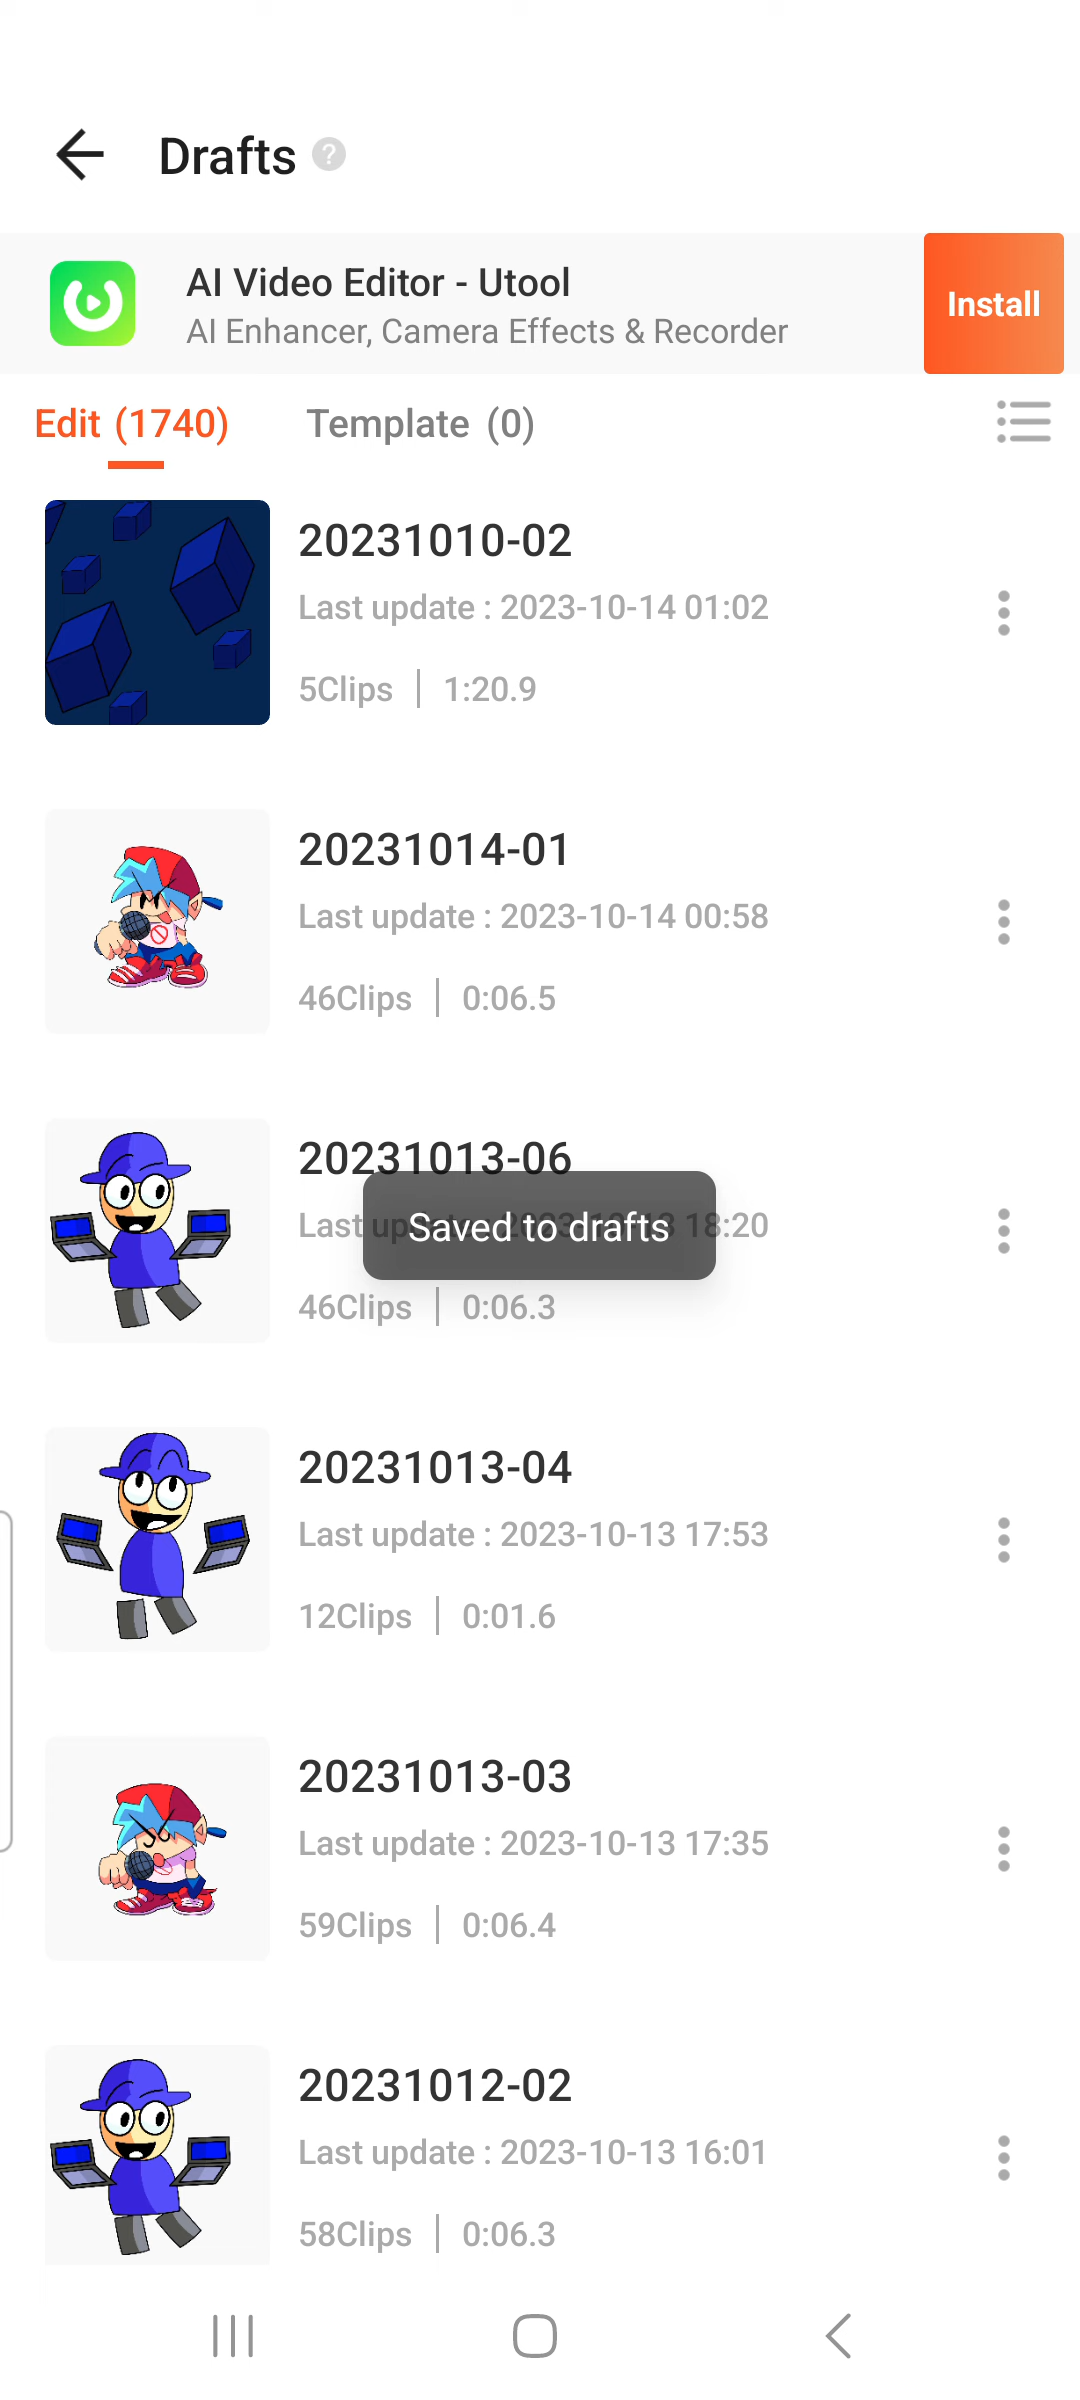 Drafts ?
AI Video Editor - Utool
AI Enhancer, Camera Effects & Recorder
Install
Edit (1740)
Template (0)
20231010-02
Last update : 2023-10-14 01:02
5Clips | 1:20.9
20231014-01
Last update : 2023-10-14 00:58
46Clips | 0:06.5
20231013-06
Last update : 2023-10-13 18:20
Saved to drafts
46Clips | 0:06.3
20231013-04
Last update : 2023-10-13 17:53
12Clips | 0:01.6
20231013-03
Last update : 2023-10-13 17:35
59Clips | 0:06.4
20231012-02
Last update : 2023-10-13 16:01
58Clips | 0:06.3